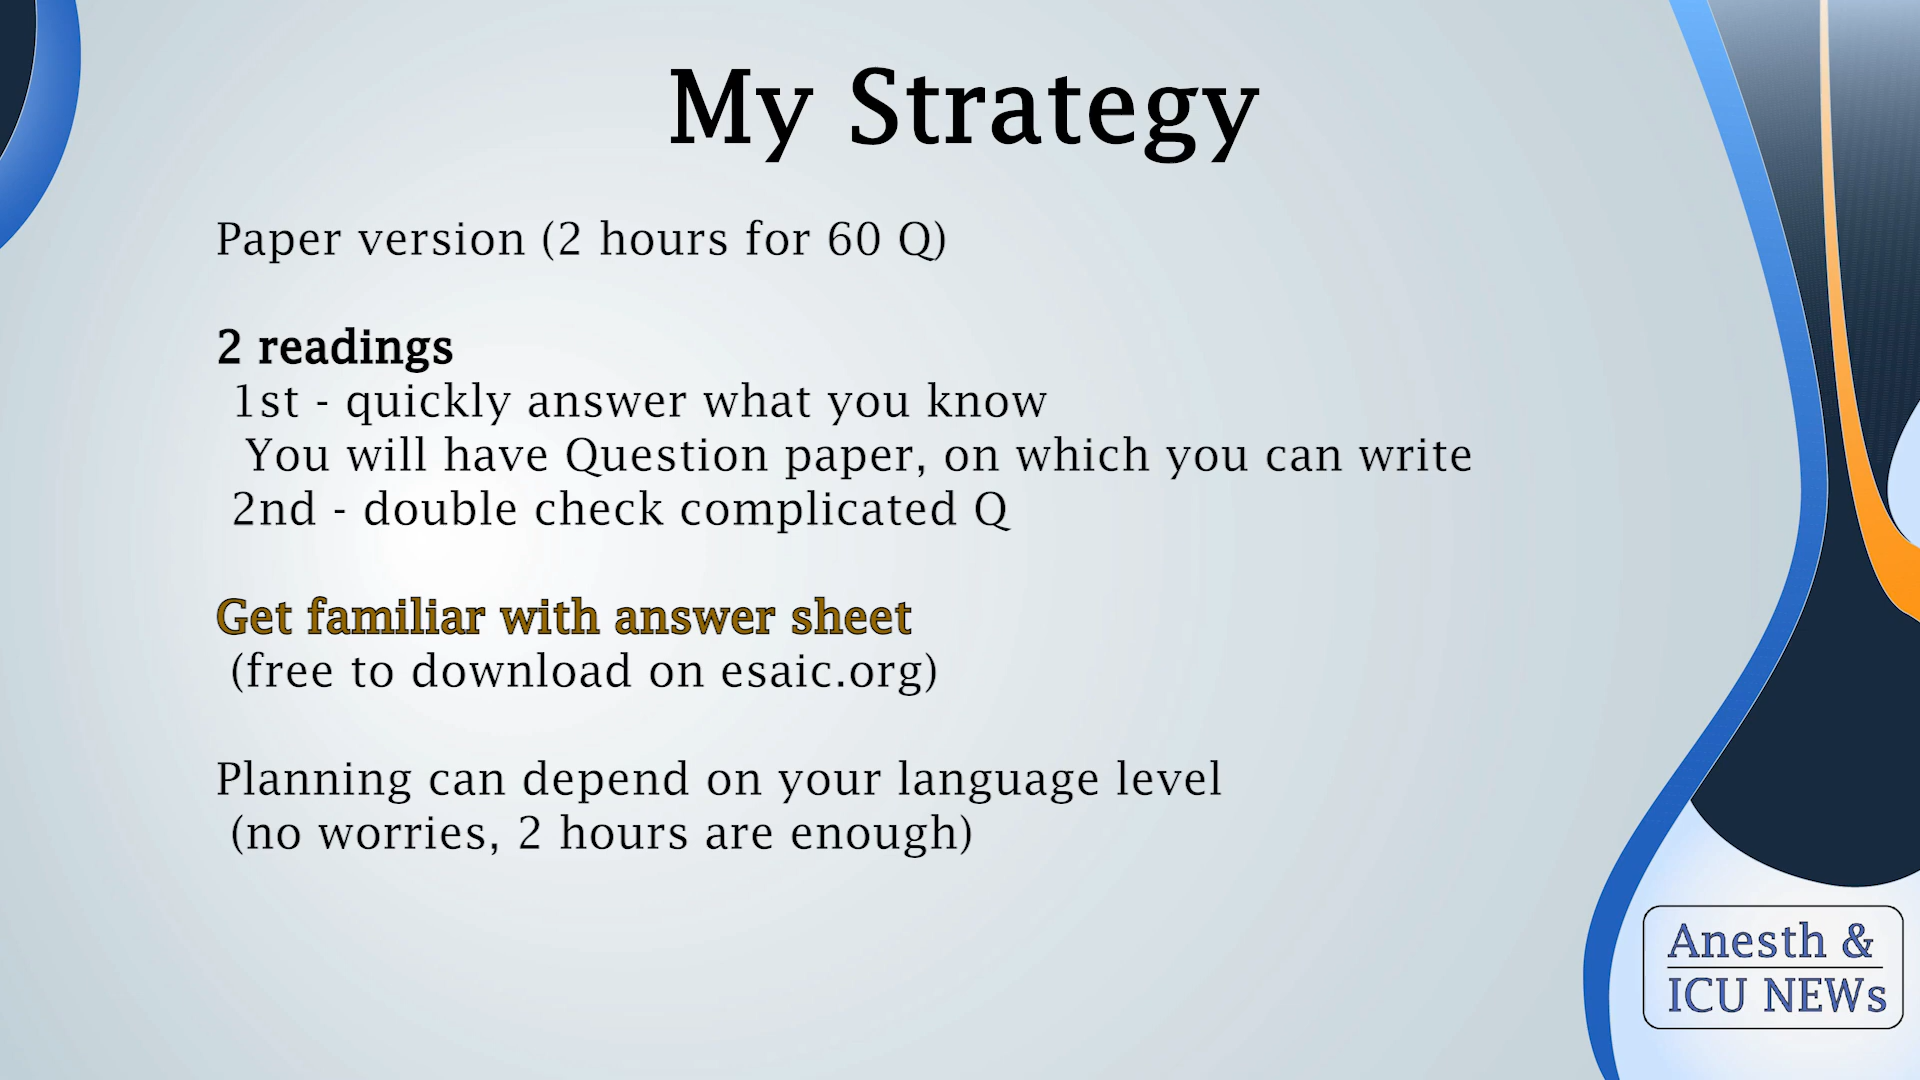 My Strategy
Paper version (2 hours for 60 Q)
2 readings
1st - quickly answer what you know
You will have Question paper, on which you can write
2nd - double check complicated Q
Get familiar with answer sheet
(free to download on esaic.org)
Planning can depend on your language level
(no worries, 2 hours are enough)
Anesth &
ICU NEWs